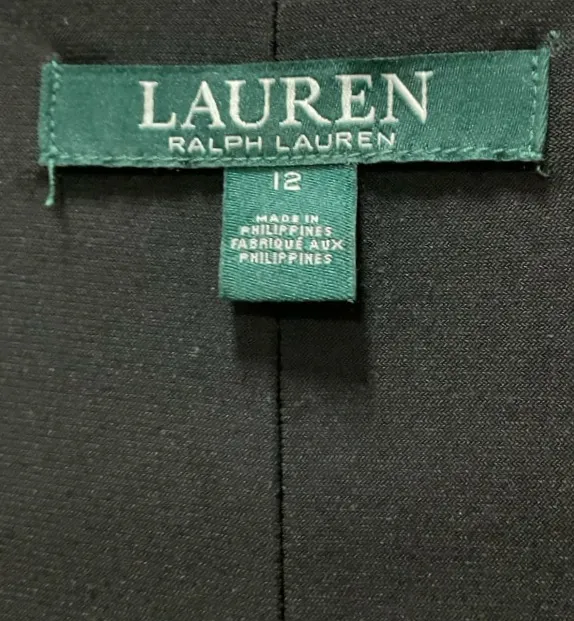 LAUREN
RALPH LAUREN
12
MADE IN
PHILIPPINES
FABRIQUÉ AUX
PHILIPPINES